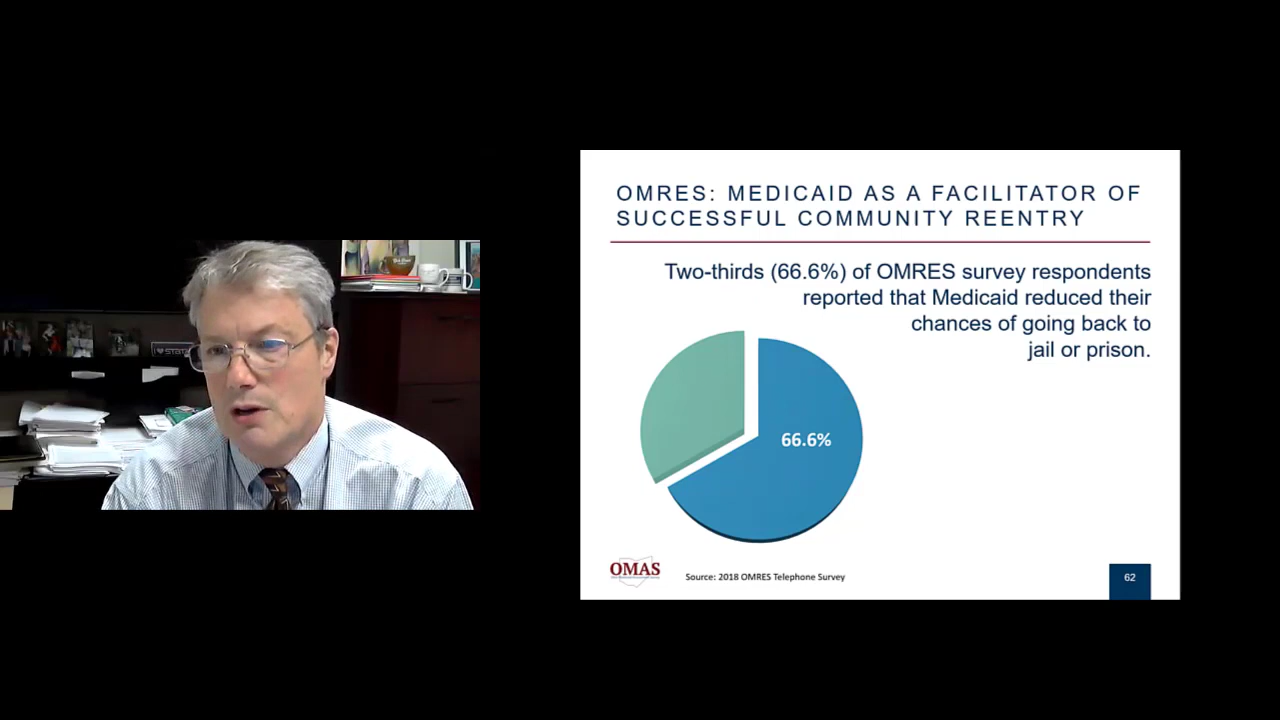 OMRES: MEDICAID AS A FACILITATOR OF
SUCCESSFUL COMMUNITY REENTRY
Two-thirds (66.6%) of OMRES survey respondents
reported that Medicaid reduced their
chances of going back to
jail or prison.
66.6%
OMAS
Source: 2018 OMRES Telephone Survey
62